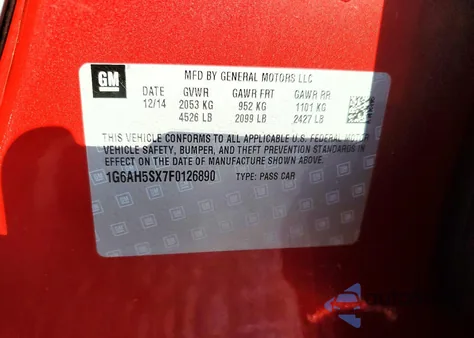 GM
MFD BY GENERAL MOTORS LLC
DATE GVWR GAWR FRT GAWR RR
12/14 2053 KG 952 KG 1101 KG
4526 LB 2099 LB 2427 LB
THIS VEHICLE CONFORMS TO ALL APPLICABLE U.S. FEDERAL MOTOR
VEHICLE SAFETY, BUMPER, AND THEFT PREVENTION STANDARDS
IN EFFECT ON THE DATE OF MANUFACTURE SHOWN ABOVE.
1G6AH5SX7F0126890 TYPE: PASS CAR